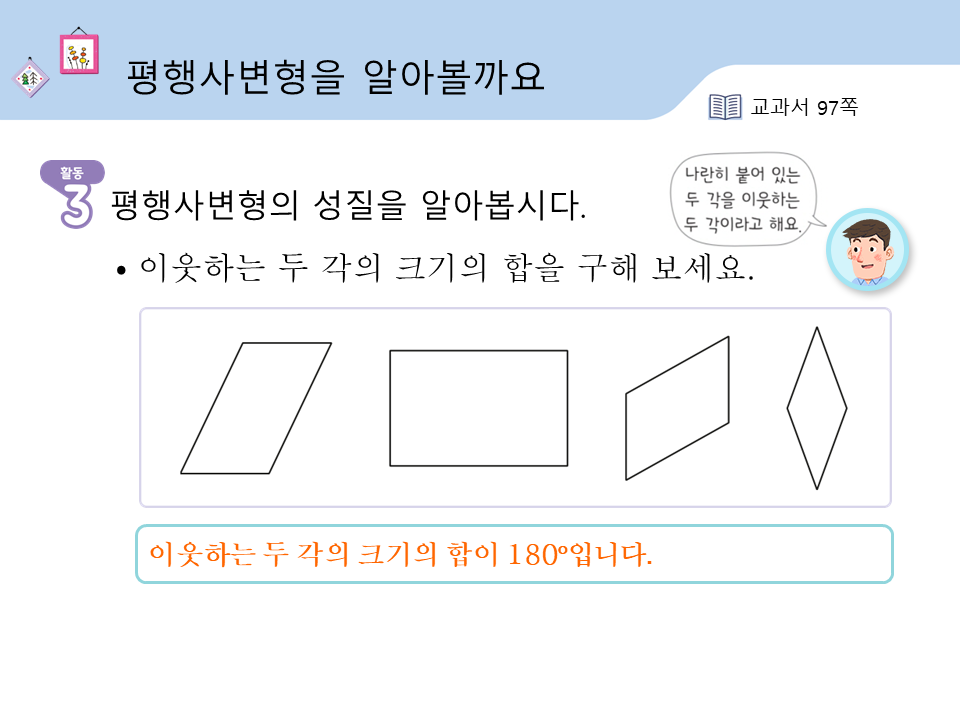 평행사변형을 알아볼까요
교과서 97쪽
활동
3 평행사변형의 성질을 알아봅시다.
나란히 붙어 있는
두 각을 이웃하는
두 각이라고 해요.
• 이웃하는 두 각의 크기의 합을 구해 보세요.
이웃하는 두 각의 크기의 합이 180°입니다.